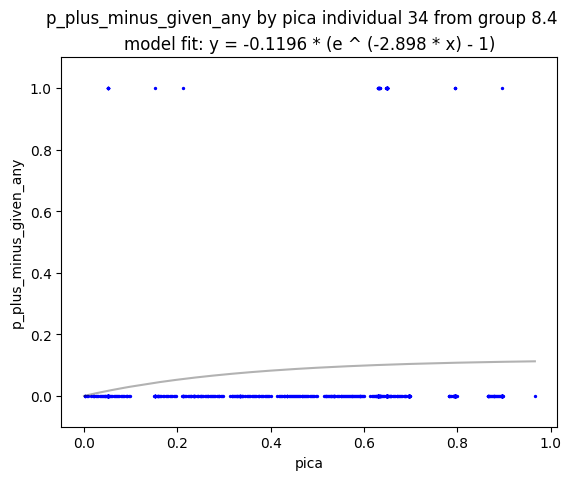 p_plus_minus_given_any by pica individual 34 from group 8.4
model fit: y = -0.1196 * (e ^ (-2.898 * x) - 1)
1.0
0.8
0.6
0.4
0.2
0.0
p_plus_minus_given_any
0.0 0.2 0.4 0.6 0.8 1.0
pica